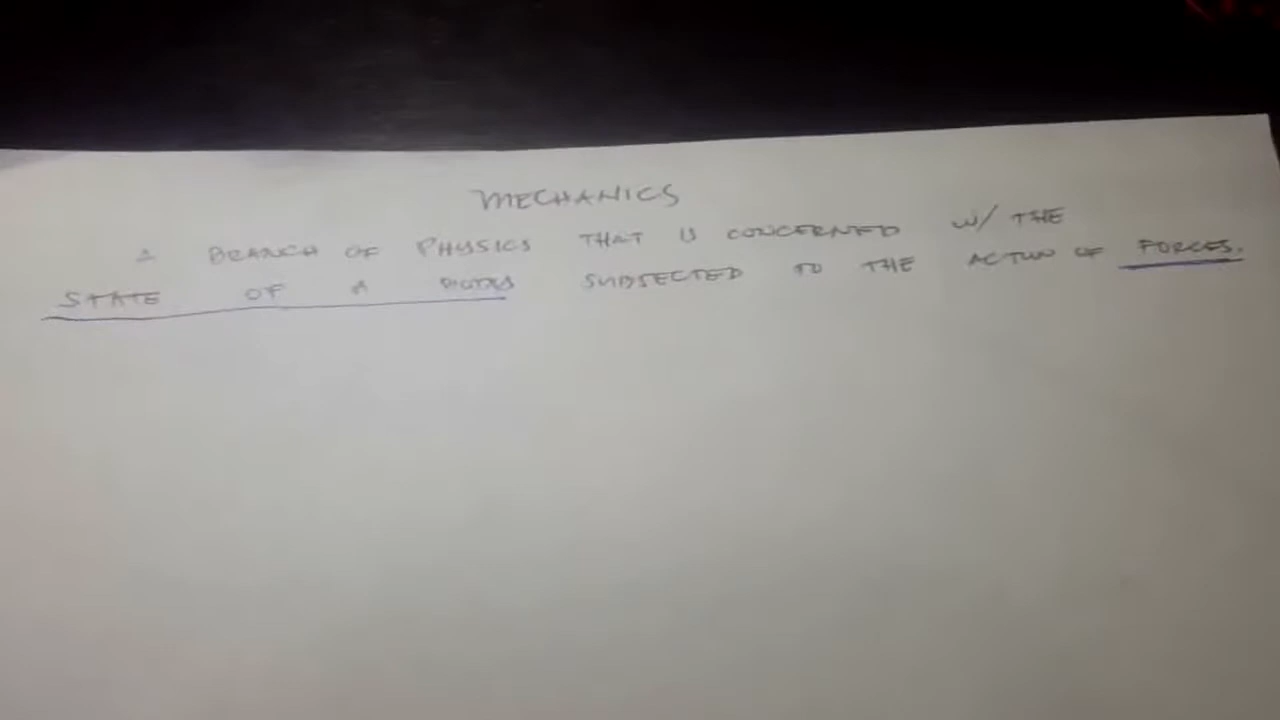 MECHANICS
A BRANCH OF PHYSICS THAT IS CONCERNED W/ THE
STATE OF A BODY SUBJECTED TO THE ACTION OF FORCES.